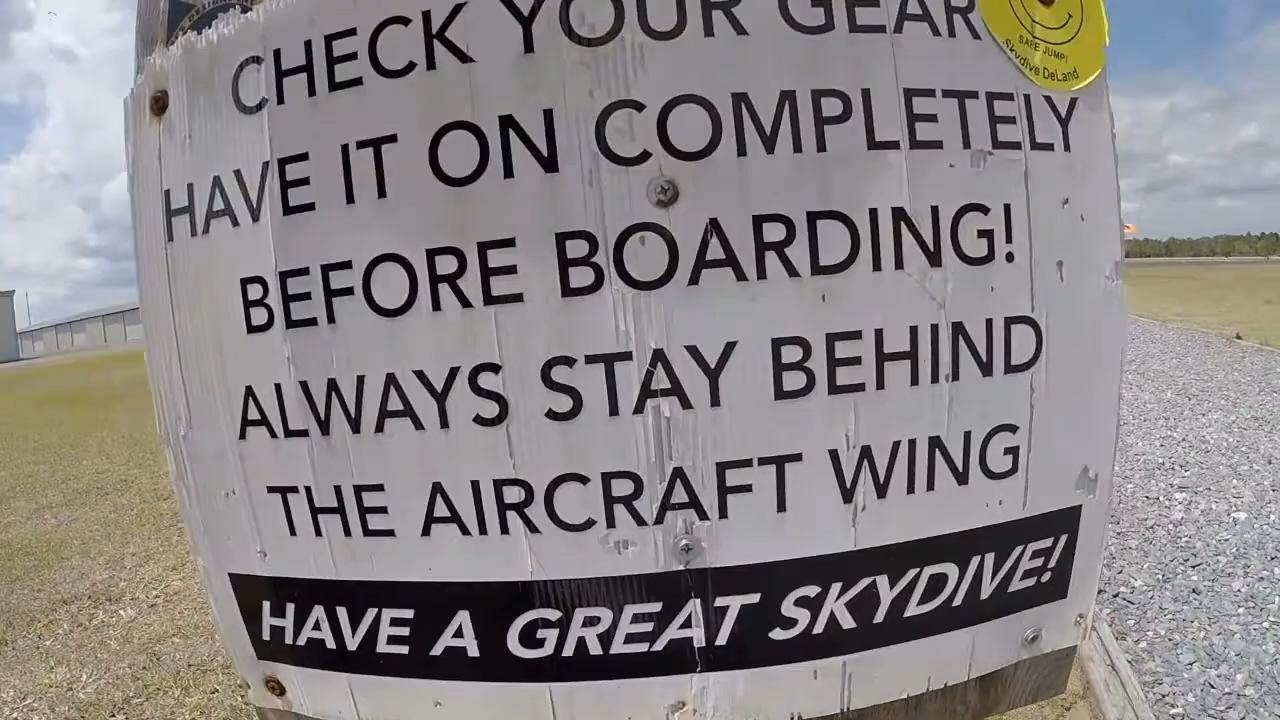 CHECK YOUR GEAR
HAVE IT ON COMPLETELY
BEFORE BOARDING!
ALWAYS STAY BEHIND
THE AIRCRAFT WING
HAVE A GREAT SKYDIVE!
SAFE JUMP!
Skydive DeLand